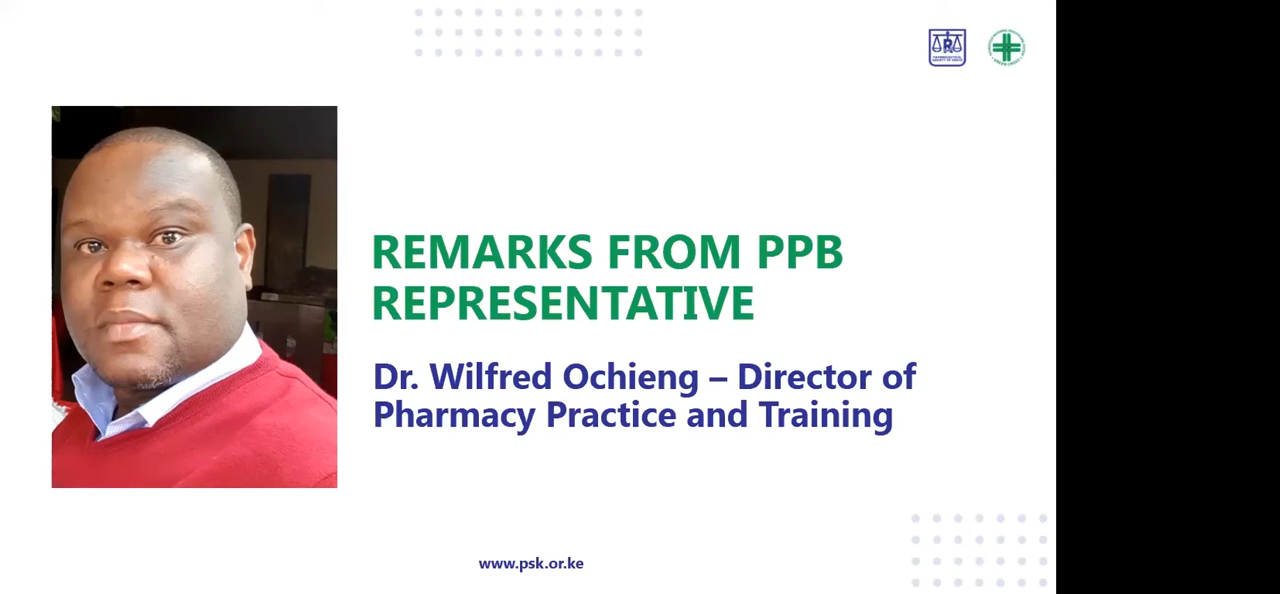 REMARKS FROM PPB
REPRESENTATIVE
Dr. Wilfred Ochieng – Director of
Pharmacy Practice and Training
www.psk.or.ke